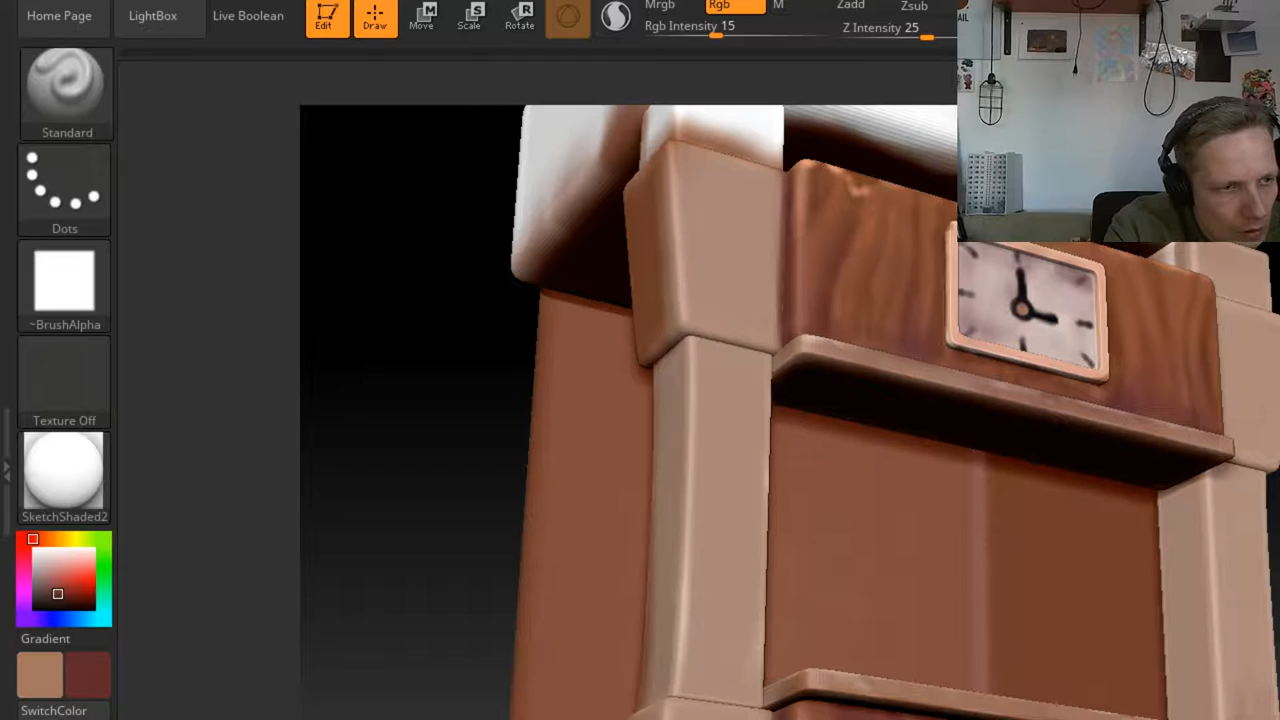 Home Page
LightBox
Live Boolean
Edit
Draw
Move
Scale
Rotate
Mrgb
Rgb
M
Zadd
Zsub
Rgb Intensity 15
Z Intensity 25
Standard
Dots
~BrushAlpha
Texture Off
SketchShaded2
Gradient
SwitchColor